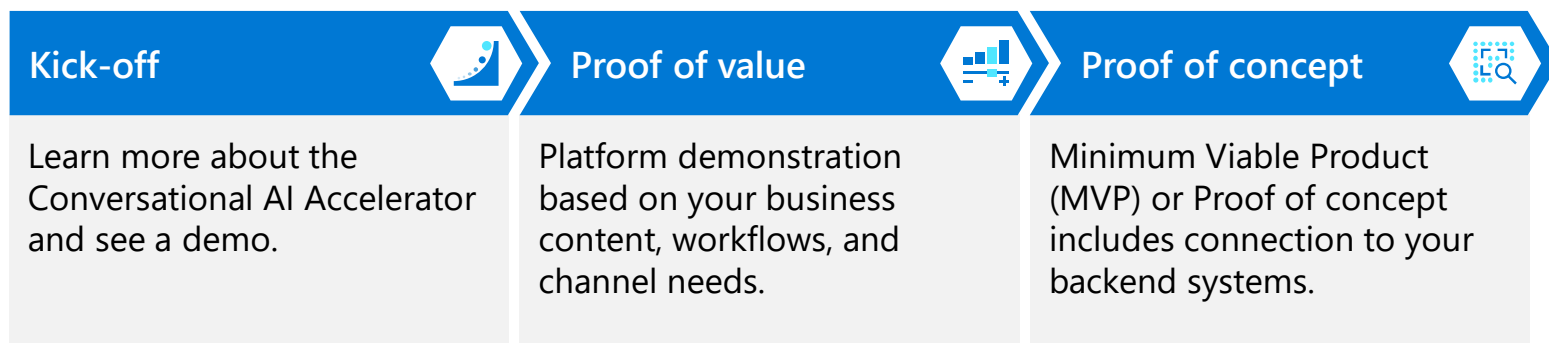 Kick-off
Learn more about the
Conversational AI Accelerator
and see a demo.
Proof of value
Platform demonstration
based on your business
content, workflows, and
channel needs.
Proof of concept
Minimum Viable Product
(MVP) or Proof of concept
includes connection to your
backend systems.